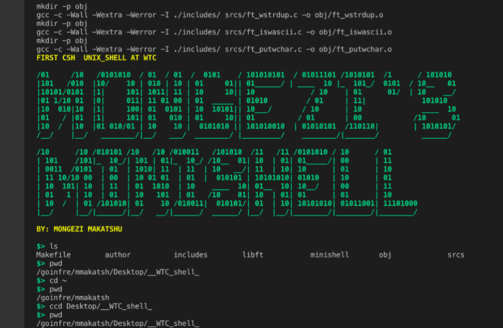 mkdir -p obj
gcc -c -Wall -Wextra -Werror -I ./includes/ srcs/ft_wstrdup.c -o obj/ft_wstrdup.o
mkdir -p obj
gcc -c -Wall -Wextra -Werror -I ./includes/ srcs/ft_iswascii.c -o obj/ft_iswascii.o
mkdir -p obj
gcc -c -Wall -Wextra -Werror -I ./includes/ srcs/ft_putwchar.c -o obj/ft_putwchar.o
FIRST CSH UNIX_SHELL AT WTC
BY: MONGEZI MAKATSHU
$> ls
Makefile author includes libft minishell obj srcs
$> pwd
/goinfre/mmakatsh/Desktop/__WTC_shell_
$> cd ~
$> pwd
/goinfre/mmakatsh
$> ccd Desktop/__WTC_shell_
$> pwd
/goinfre/mmakatsh/Desktop/__WTC_shell_